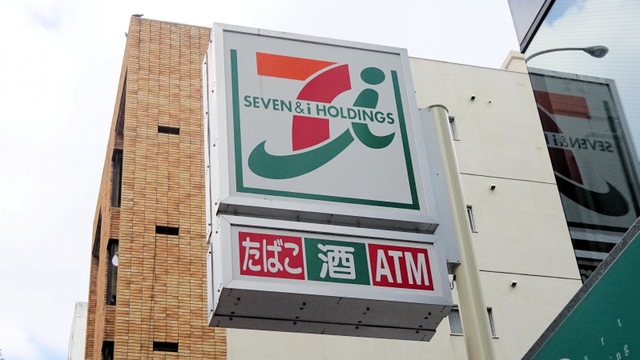 SEVEN&i HOLDINGS
たばこ 酒 ATM